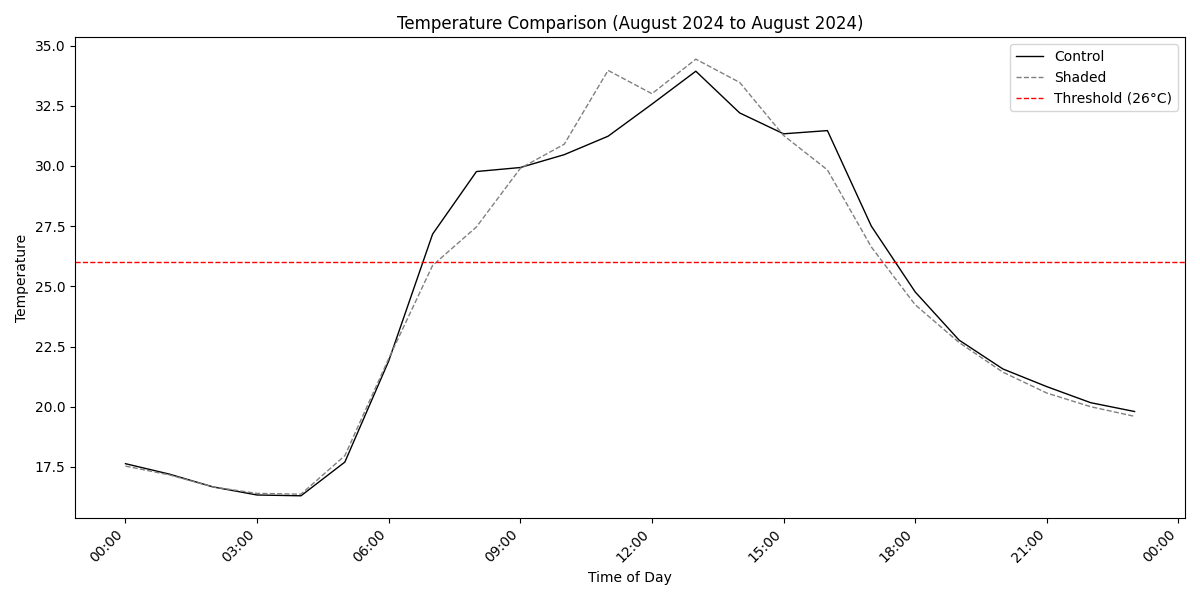 Temperature Comparison (August 2024 to August 2024)
Control
Shaded
Threshold (26°C)
35.0
32.5
30.0
27.5
25.0
22.5
20.0
17.5
Temperature
00:00
03:00
06:00
09:00
12:00
15:00
18:00
21:00
00:00
Time of Day